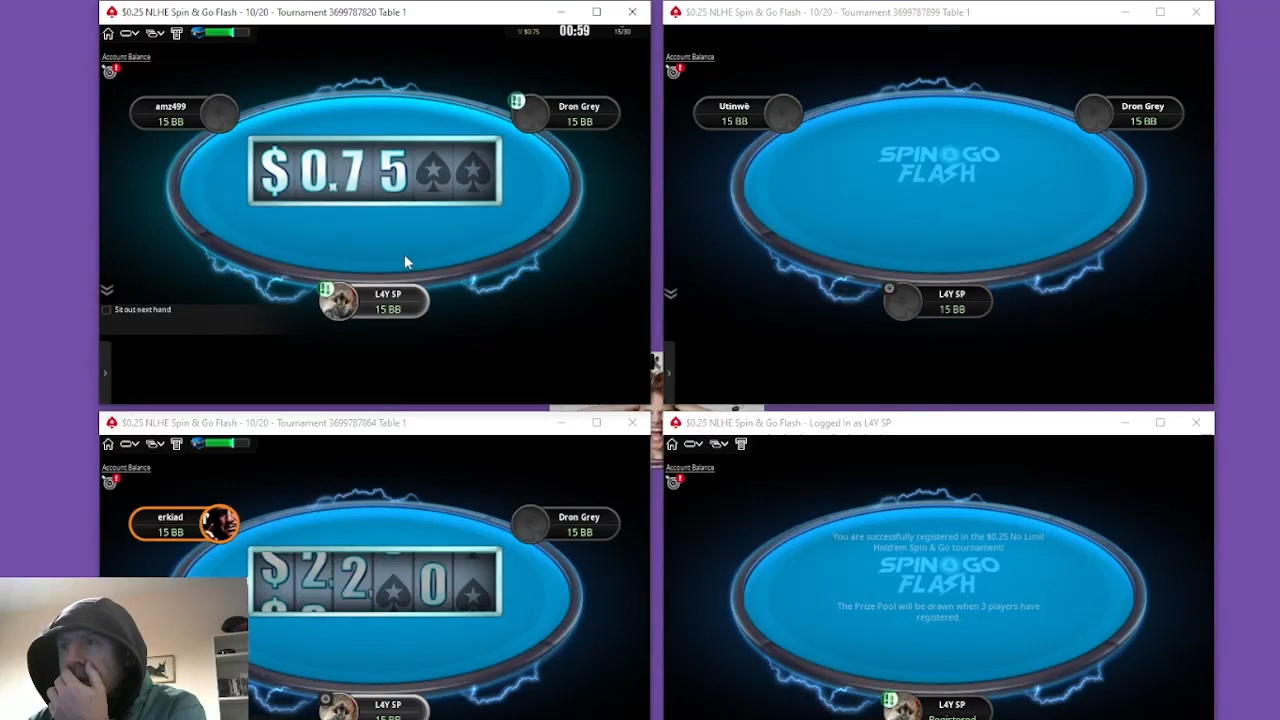 $0.25 NLHE Spin & Go Flash - 10/20 - Tournament 3699787820 Table 1
$0.75
00:59
15/30
Account Balance
amz499
15 BB
Dron Grey
15 BB
$0.75
L4Y SP
15 BB
Sit out next hand
$0.25 NLHE Spin & Go Flash - 10/20 - Tournament 3699787899 Table 1
Account Balance
Utinwë
15 BB
Dron Grey
15 BB
SPIN & GO
FLASH
L4Y SP
15 BB
$0.25 NLHE Spin & Go Flash - 10/20 - Tournament 3699787864 Table 1
Account Balance
erkiad
15 BB
Dron Grey
15 BB
L4Y SP
15 BB
$0.25 NLHE Spin & Go Flash - Logged In as L4Y SP
Account Balance
You are successfully registered in the $0.25 No Limit
Hold'em Spin & Go tournament!
SPIN & GO
FLASH
The Prize Pool will be drawn when 3 players have
registered.
L4Y SP
Registered